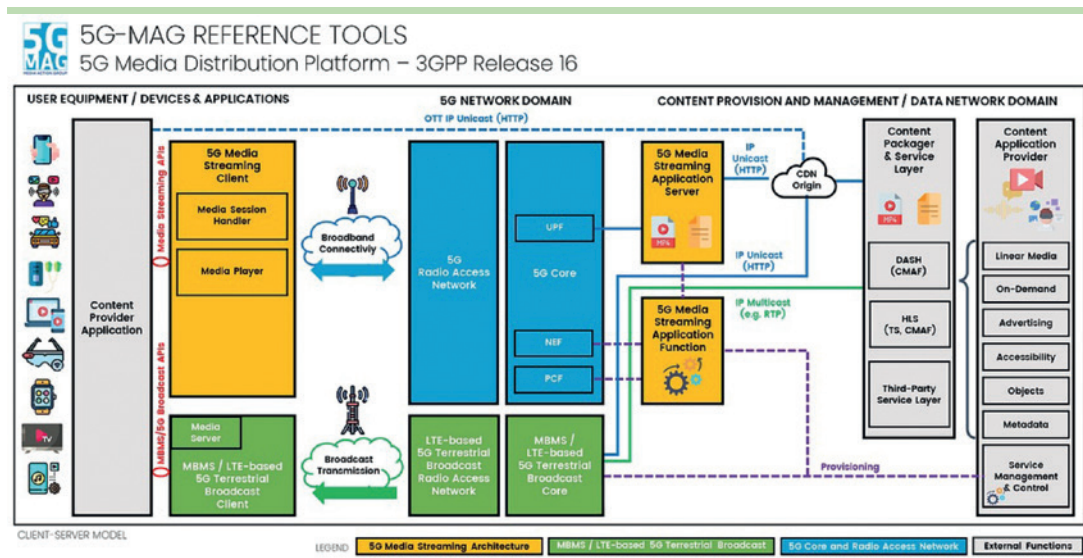 5G
MAG
MEDIA ACTION GROUP
5G-MAG REFERENCE TOOLS
5G Media Distribution Platform – 3GPP Release 16
USER EQUIPMENT / DEVICES & APPLICATIONS
5G NETWORK DOMAIN
CONTENT PROVISION AND MANAGEMENT / DATA NETWORK DOMAIN
OTT IP Unicast (HTTP)
Content Provider
Application
Media Streaming APIs
MBMS/5G Broadcast APIs
5G Media
Streaming
Client
Media Session
Handler
Media Player
Media
Server
MBMS / LTE-based
5G Terrestrial
Broadcast
Client
Broadband
Connectiviy
Broadcast
Transmission
5G
Radio Access
Network
LTE-based
5G Terrestrial
Broadcast
Radio Access
Network
UPF
5G Core
NEF
PCF
MBMS /
LTE-based
5G Terrestrial
Broadcast
Core
5G Media
Streaming
Application
Server
MP4
5G Media
Streaming
Application
Function
IP
Unicast
(HTTP)
IP Unicast
(HTTP)
IP Multicast
(e.g. RTP)
Provisioning
CDN
Origin
Content
Packager
& Service
Layer
MP4
DASH
(CMAF)
HLS
(TS, CMAF)
Third-Party
Service Layer
Content
Application
Provider
Linear Media
On-Demand
Advertising
Accessibility
Objects
Metadata
Service
Management
& Control
TV
CLIENT-SERVER MODEL
LEGEND
5G Media Streaming Architecture
MBMS / LTE-based 5G Terrestrial Broadcast
5G Core and Radio Access Network
External Functions